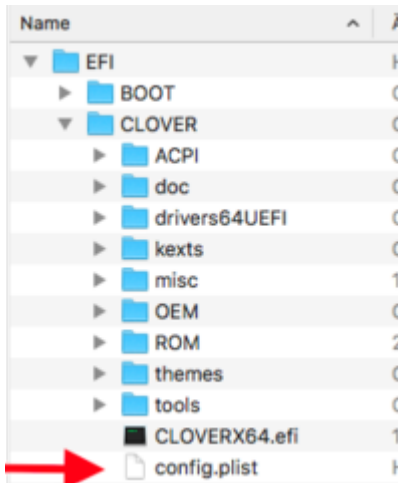 Name
EFI
BOOT
CLOVER
ACPI
doc
drivers64UEFI
kexts
misc
OEM
ROM
themes
tools
CLOVERX64.efi
config.plist